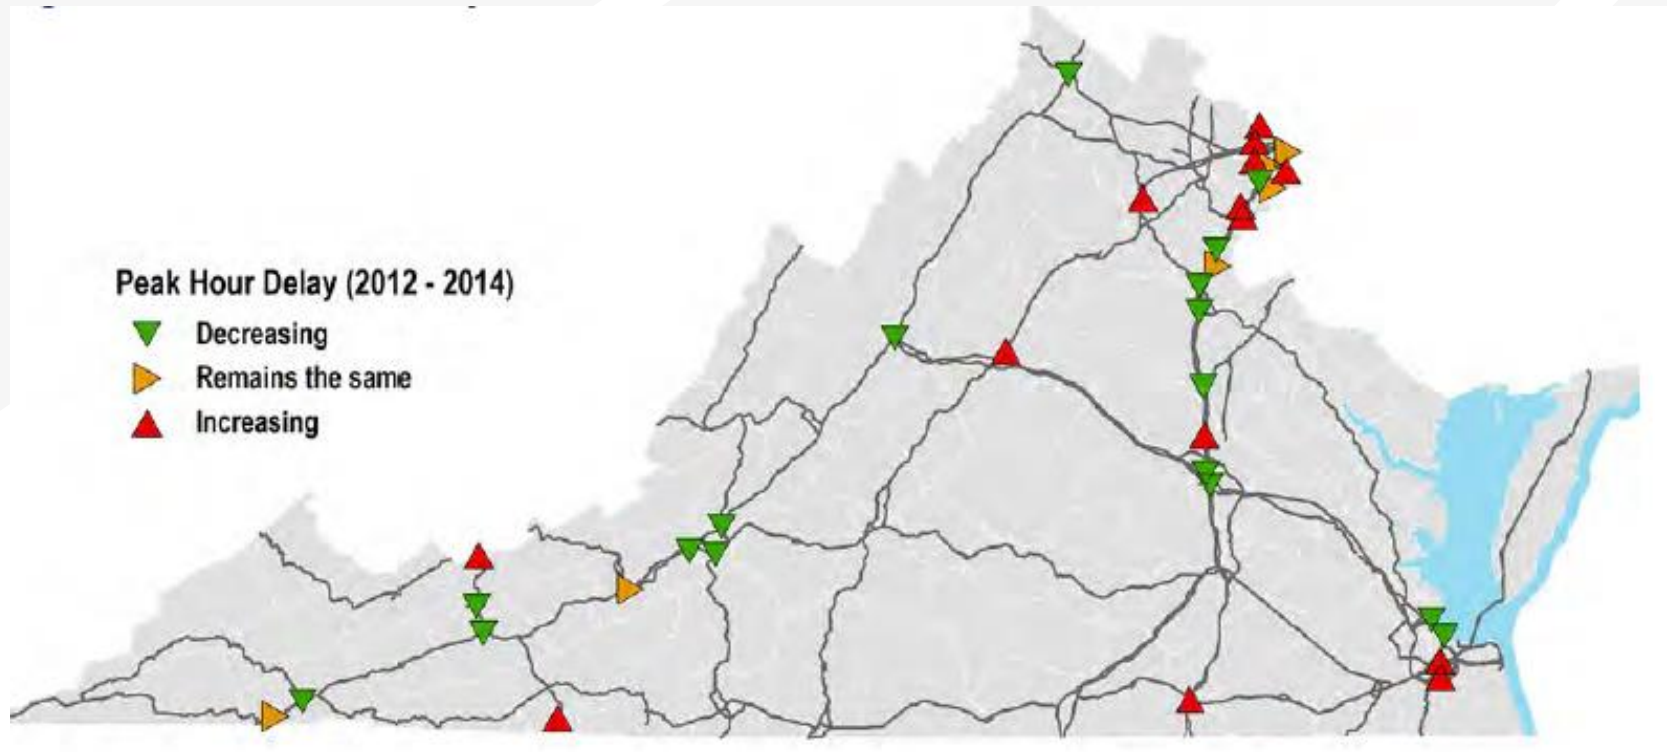 Peak Hour Delay (2012 - 2014)
Decreasing
Remains the same
Increasing